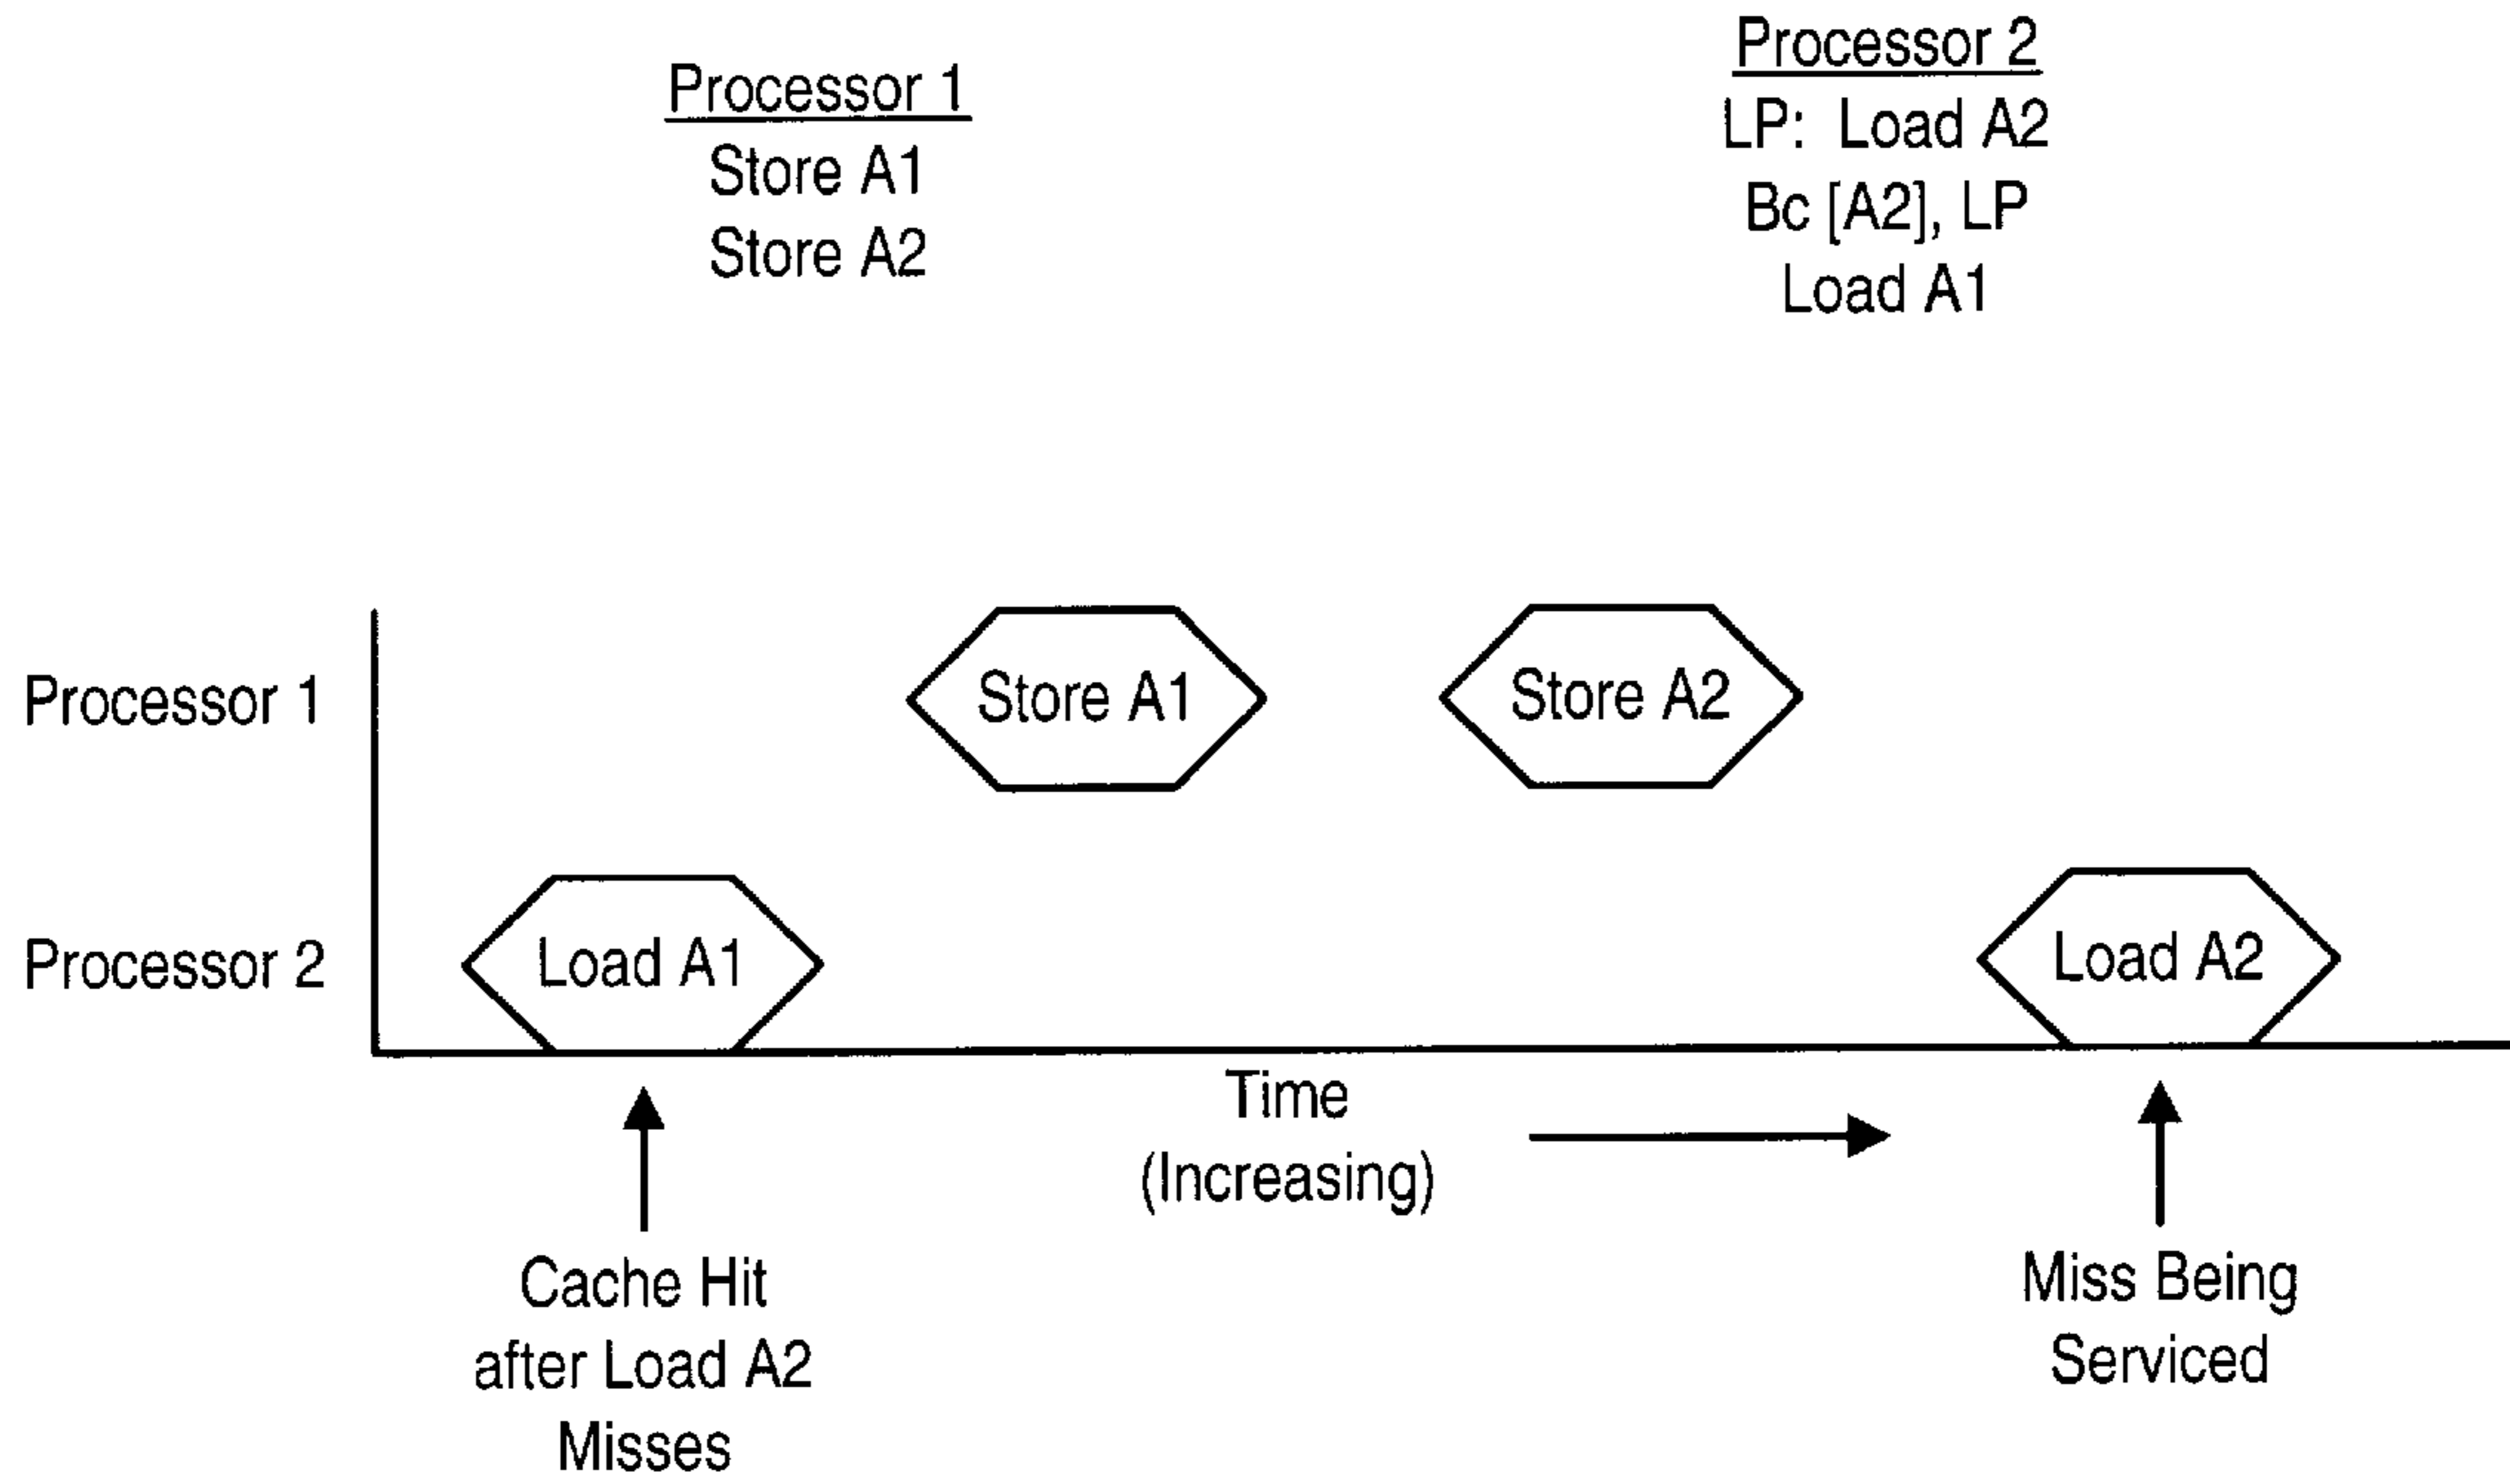 Processor 1
Store A1
Store A2
Processor 2
LP: Load A2
Bc [A2], LP
Load A1
Processor 1
Store A1
Store A2
Processor 2
Load A1
Load A2
Time
(Increasing)
Cache Hit
after Load A2
Misses
Miss Being
Serviced